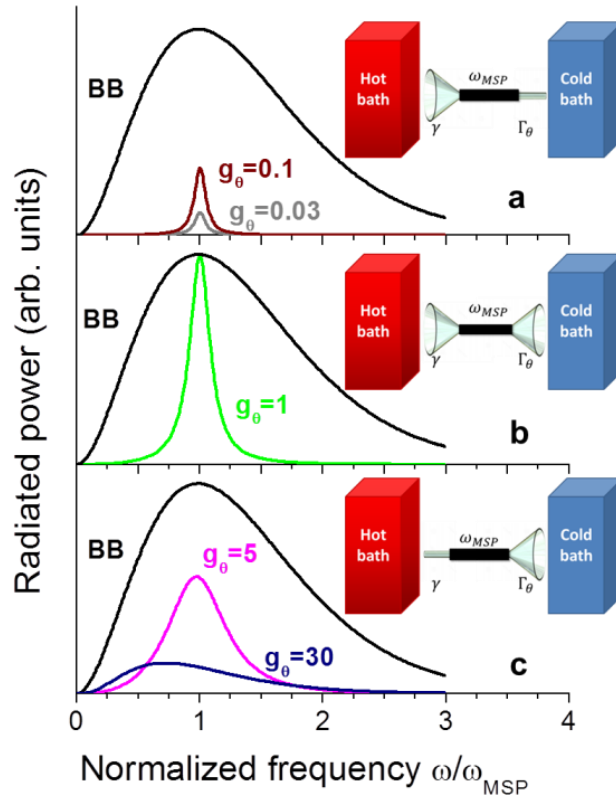 Radiated power (arb. units)
BB
g_θ=0.1
g_θ=0.03
Hot
bath
ω_MSP
γ
Γ_θ
Cold
bath
a
BB
g_θ=1
Hot
bath
ω_MSP
γ
Γ_θ
Cold
bath
b
BB
g_θ=5
g_θ=30
Hot
bath
ω_MSP
γ
Γ_θ
Cold
bath
c
0 1 2 3 4
Normalized frequency ω/ω_MSP